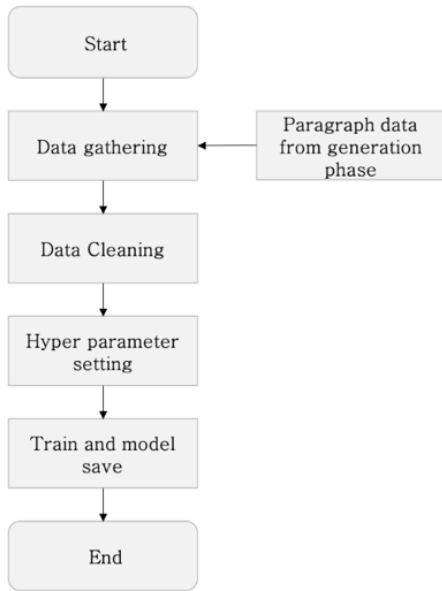 Start
Data gathering
Paragraph data
from generation
phase
Data Cleaning
Hyper parameter
setting
Train and model
save
End